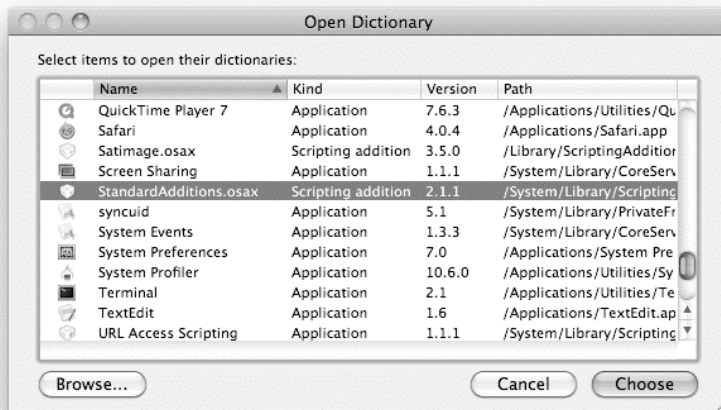 Open Dictionary
Select items to open their dictionaries:
Name Kind Version Path
QuickTime Player 7 Application 7.6.3 /Applications/Utilities/Qu
Safari Application 4.0.4 /Applications/Safari.app
Satimage.osax Scripting addition 3.5.0 /Library/ScriptingAddition
Screen Sharing Application 1.1.1 /System/Library/CoreServ
StandardAdditions.osax Scripting addition 2.1.1 /System/Library/Scripting
syncuid Application 5.1 /System/Library/PrivateFr
System Events Application 1.3.3 /System/Library/CoreServ
System Preferences Application 7.0 /Applications/System Pre
System Profiler Application 10.6.0 /Applications/Utilities/Sy
Terminal Application 2.1 /Applications/Utilities/Te
TextEdit Application 1.6 /Applications/TextEdit.ap
URL Access Scripting Application 1.1.1 /System/Library/Scripting
Browse... Cancel Choose